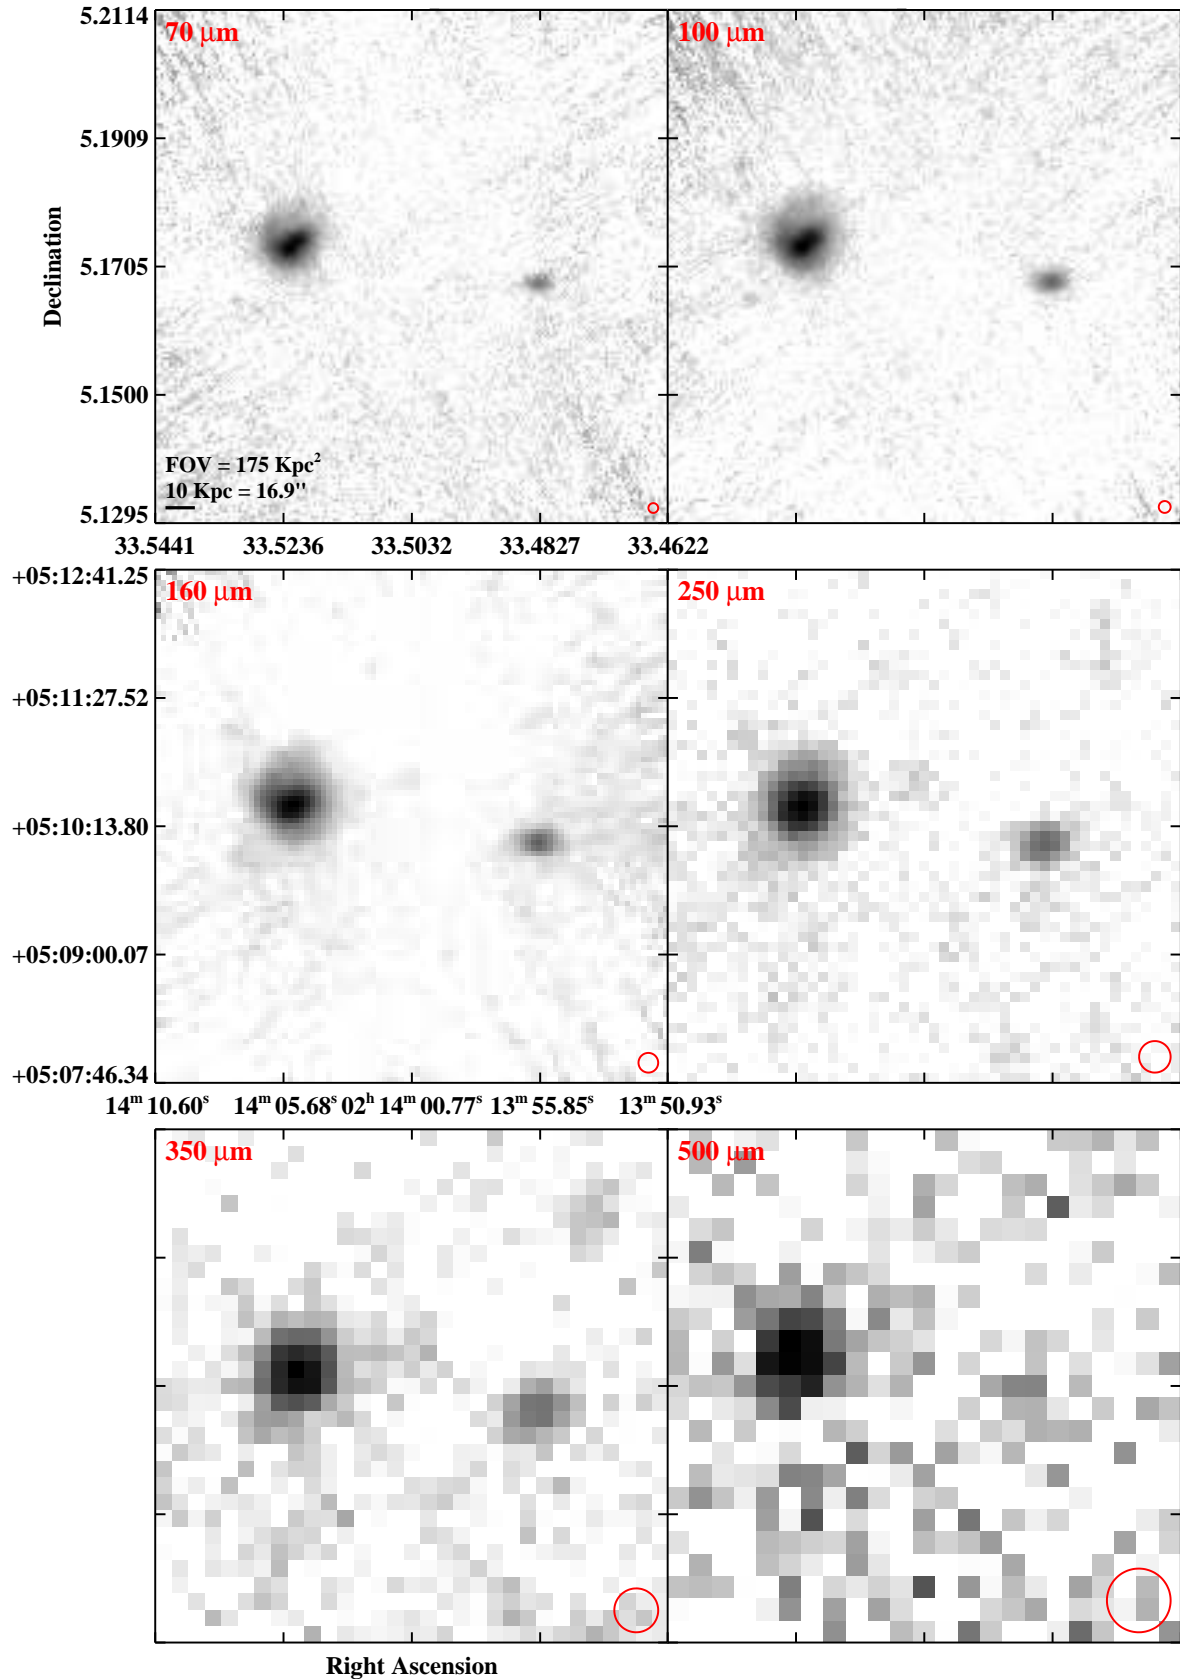 5.2114
70 μm
100 μm
5.1909
Declination
5.1705
5.1500
FOV = 175 Kpc²
10 Kpc = 16.9"
5.1295
33.5441 33.5236 33.5032 33.4827 33.4622
+05:12:41.25
160 μm
250 μm
+05:11:27.52
+05:10:13.80
+05:09:00.07
+05:07:46.34
14ᵐ 10.60ˢ 14ᵐ 05.68ˢ 02ʰ 14ᵐ 00.77ˢ 13ᵐ 55.85ˢ 13ᵐ 50.93ˢ
350 μm
500 μm
Right Ascension